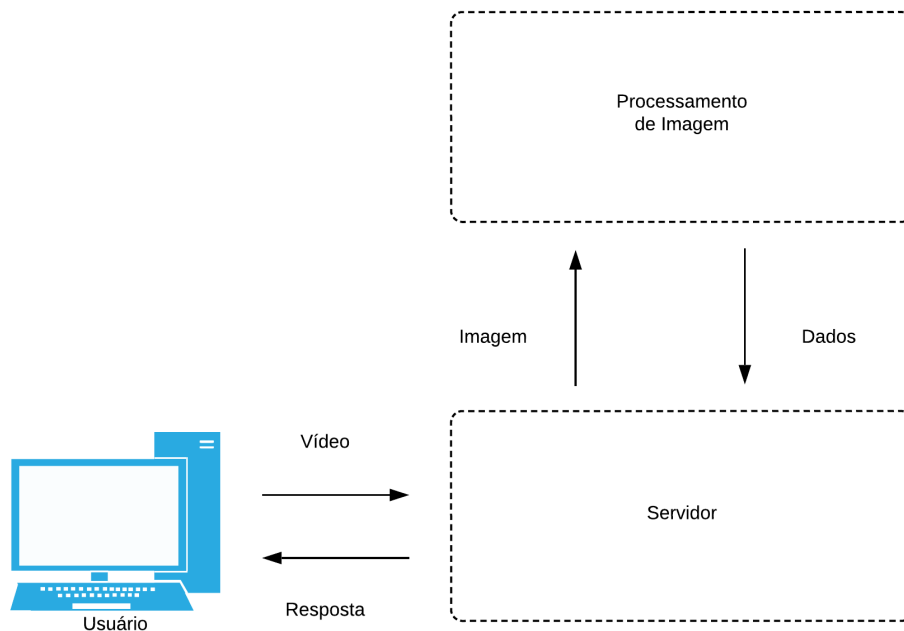 Processamento
de Imagem
Imagem
Dados
Vídeo
Servidor
Resposta
Usuário